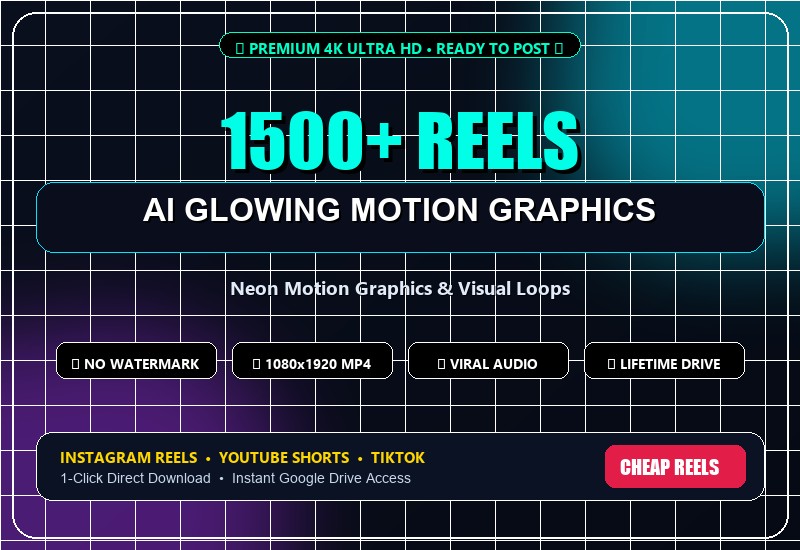 PREMIUM 4K ULTRA HD • READY TO POST
1500+ REELS
AI GLOWING MOTION GRAPHICS
Neon Motion Graphics & Visual Loops
NO WATERMARK
1080x1920 MP4
VIRAL AUDIO
LIFETIME DRIVE
INSTAGRAM REELS • YOUTUBE SHORTS • TIKTOK
1-Click Direct Download • Instant Google Drive Access
CHEAP REELS